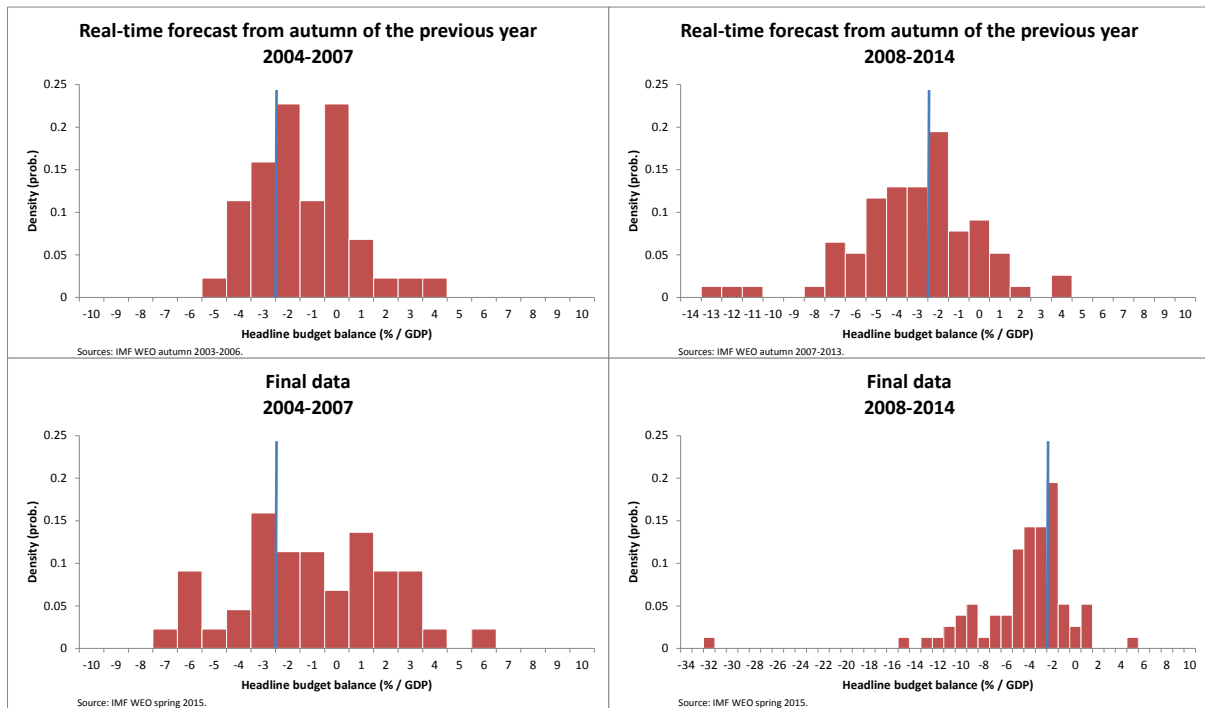 Real-time forecast from autumn of the previous year
2004-2007
0.25
0.2
0.15
0.1
0.05
0
Density (prob.)
-10 -9 -8 -7 -6 -5 -4 -3 -2 -1 0 1 2 3 4 5 6 7 8 9 10
Headline budget balance (% / GDP)
Sources: IMF WEO autumn 2003-2006.
Real-time forecast from autumn of the previous year
2008-2014
0.25
0.2
0.15
0.1
0.05
0
Density (prob.)
-14 -13 -12 -11 -10 -9 -8 -7 -6 -5 -4 -3 -2 -1 0 1 2 3 4 5 6 7 8 9 10
Headline budget balance (% / GDP)
Sources: IMF WEO autumn 2007-2013.
Final data
2004-2007
0.25
0.2
0.15
0.1
0.05
0
Density (prob.)
-10 -9 -8 -7 -6 -5 -4 -3 -2 -1 0 1 2 3 4 5 6 7 8 9 10
Headline budget balance (% / GDP)
Source: IMF WEO spring 2015.
Final data
2008-2014
0.25
0.2
0.15
0.1
0.05
0
Density (prob.)
-34 -32 -30 -28 -26 -24 -22 -20 -18 -16 -14 -12 -10 -8 -6 -4 -2 0 2 4 6 8 10
Headline budget balance (% / GDP)
Source: IMF WEO spring 2015.